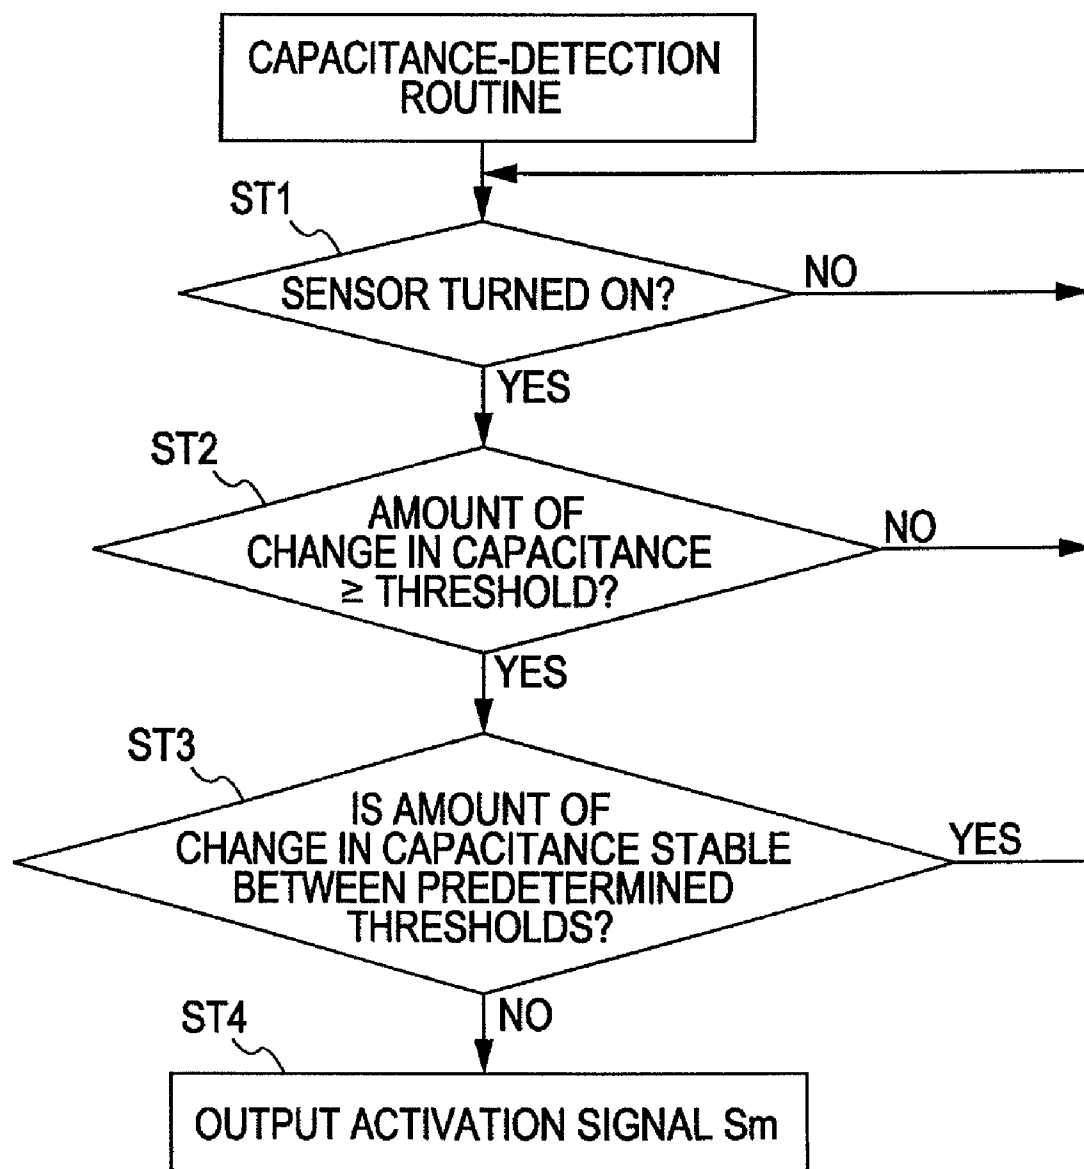 CAPACITANCE-DETECTION
ROUTINE
ST1
SENSOR TURNED ON?
NO
YES
ST2
AMOUNT OF
CHANGE IN CAPACITANCE
≥ THRESHOLD?
NO
YES
ST3
IS AMOUNT OF
CHANGE IN CAPACITANCE STABLE
BETWEEN PREDETERMINED
THRESHOLDS?
YES
NO
ST4
OUTPUT ACTIVATION SIGNAL Sm